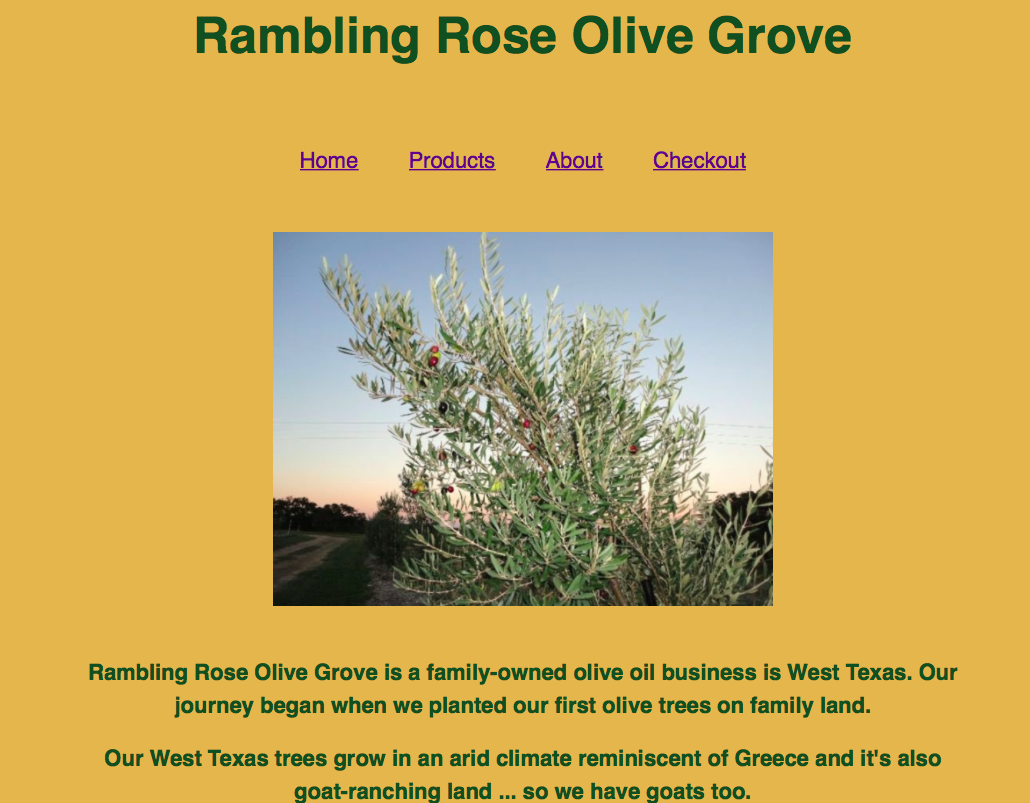 Rambling Rose Olive Grove
Home Products About Checkout
Rambling Rose Olive Grove is a family-owned olive oil business is West Texas. Our
journey began when we planted our first olive trees on family land.
Our West Texas trees grow in an arid climate reminiscent of Greece and it's also
goat-ranching land ... so we have goats too.